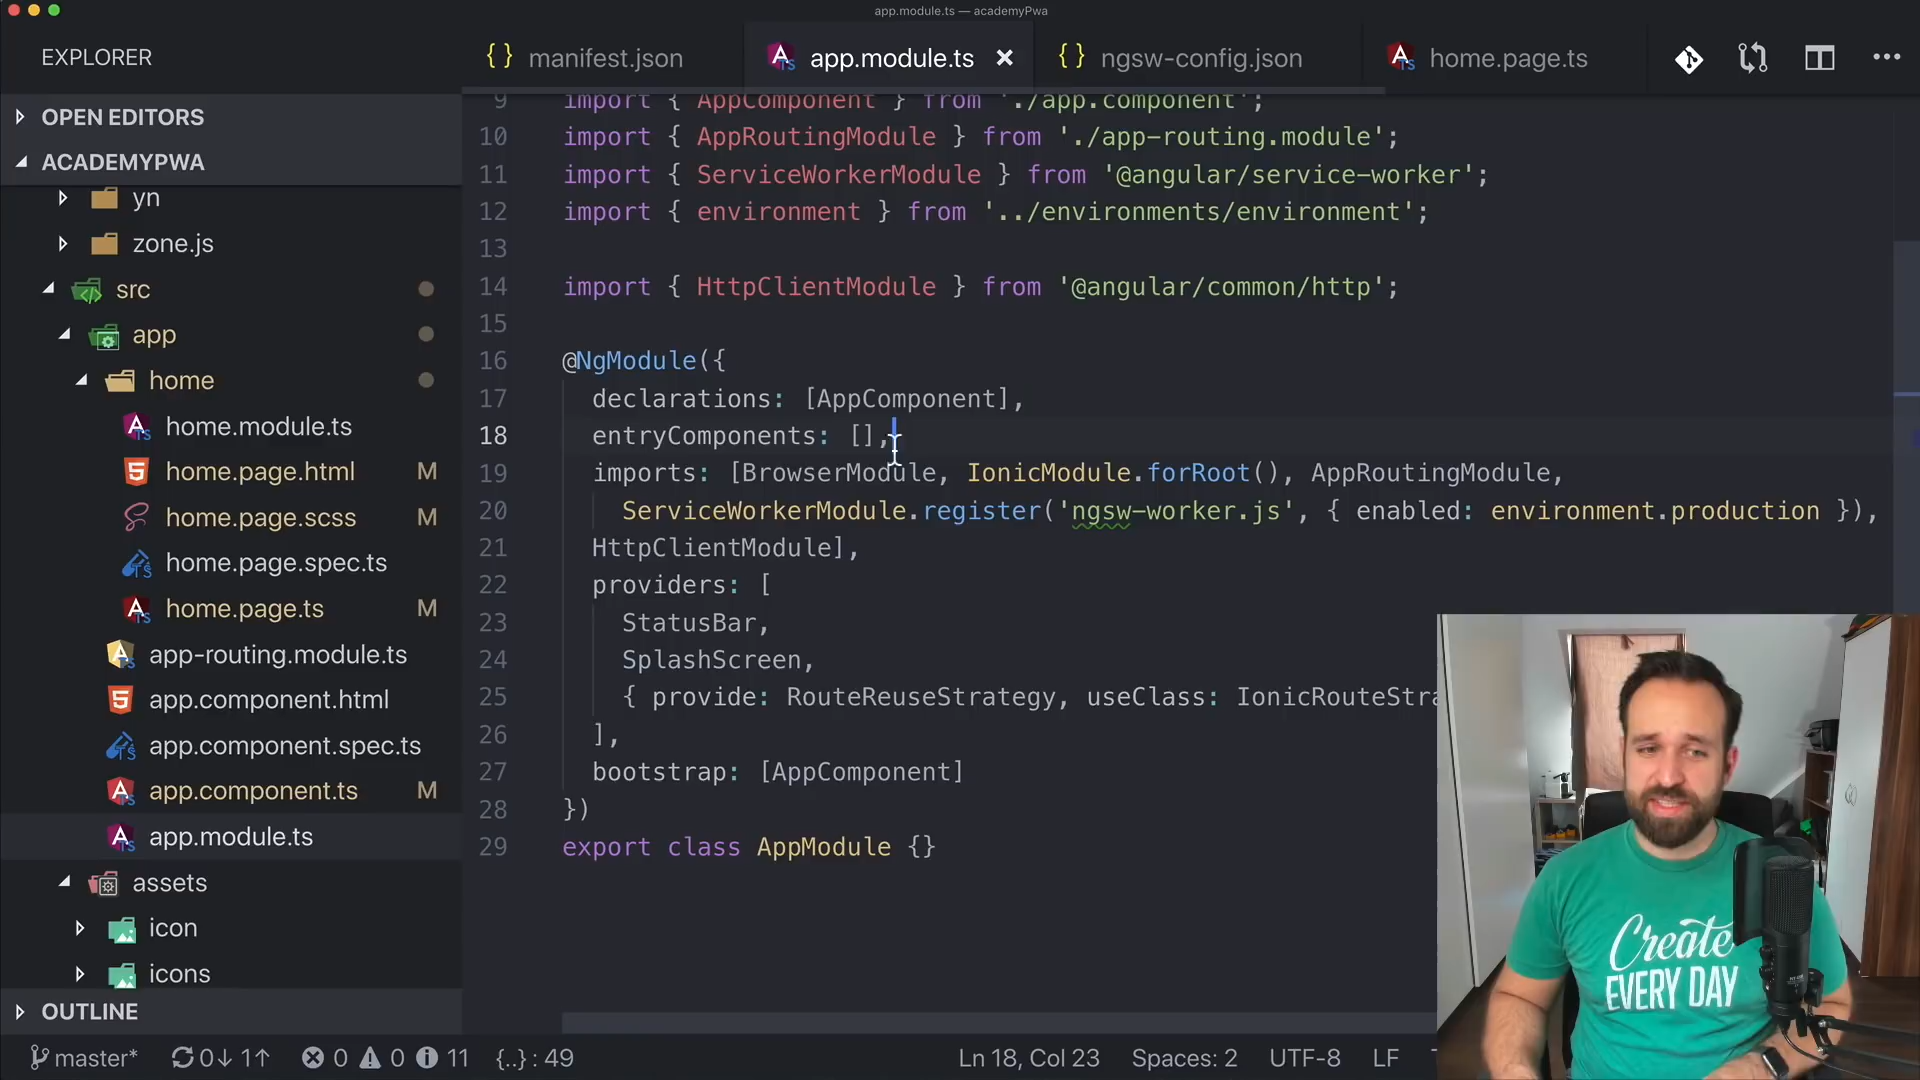 app.module.ts — academyPwa
EXPLORER
{} manifest.json
app.module.ts
{} ngsw-config.json
home.page.ts
OPEN EDITORS
ACADEMYPWA
yn
zone.js
src
app
home
home.module.ts
home.page.html M
home.page.scss M
home.page.spec.ts
home.page.ts M
app-routing.module.ts
app.component.html
app.component.spec.ts
app.component.ts M
app.module.ts
assets
icon
icons
OUTLINE
9 import { AppComponent } from './app.component';
10 import { AppRoutingModule } from './app-routing.module';
11 import { ServiceWorkerModule } from '@angular/service-worker';
12 import { environment } from '../environments/environment';
13
14 import { HttpClientModule } from '@angular/common/http';
15
16 @NgModule({
17 declarations: [AppComponent],
18 entryComponents: [],
19 imports: [BrowserModule, IonicModule.forRoot(), AppRoutingModule,
20 ServiceWorkerModule.register('ngsw-worker.js', { enabled: environment.production }),
21 HttpClientModule],
22 providers: [
23 StatusBar,
24 SplashScreen,
25 { provide: RouteReuseStrategy, useClass: IonicRouteStra
26 ],
27 bootstrap: [AppComponent]
28 })
29 export class AppModule {}
Create
EVERY DAY
master* 0↓ 1↑ 0 0 11 {..} : 49 Ln 18, Col 23 Spaces: 2 UTF-8 LF